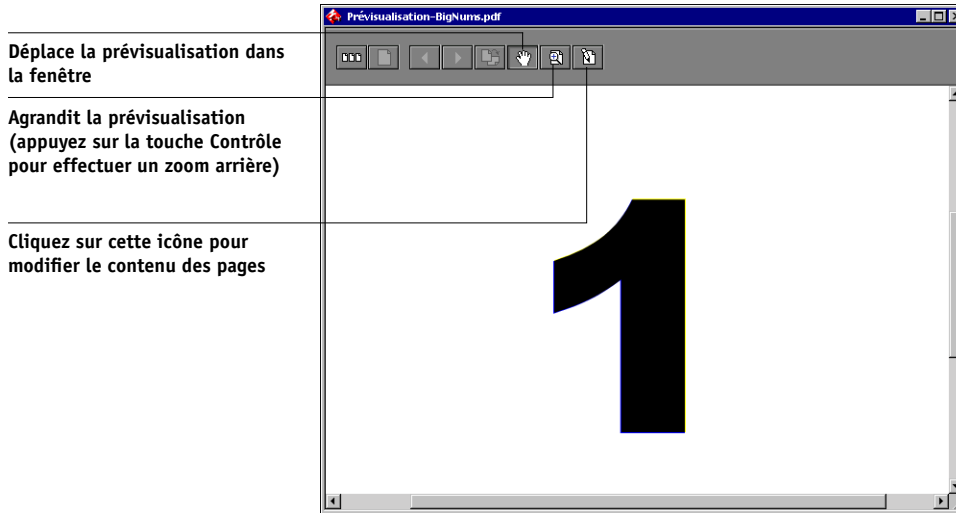 Prévisualisation-BigNums.pdf
Déplace la prévisualisation dans
la fenêtre
Agrandit la prévisualisation
(appuyez sur la touche Contrôle
pour effectuer un zoom arrière)
Cliquez sur cette icône pour
modifier le contenu des pages
1